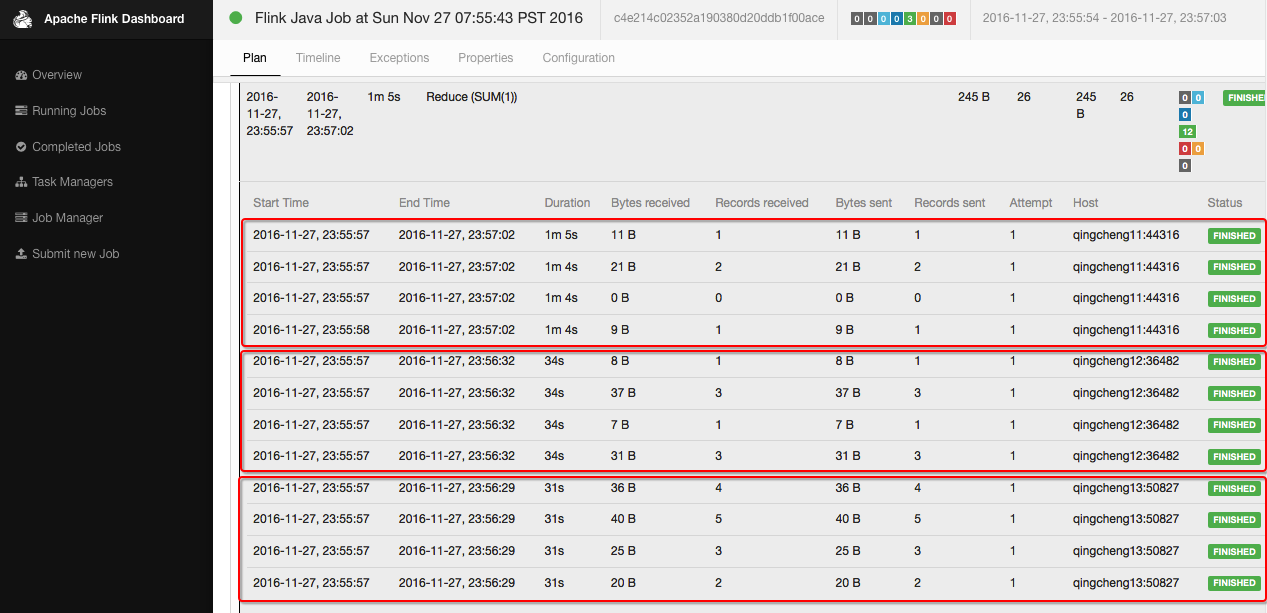 Apache Flink Dashboard
Overview
Running Jobs
Completed Jobs
Task Managers
Job Manager
Submit new Job
Flink Java Job at Sun Nov 27 07:55:43 PST 2016 c4e214c02352a190380d20ddb1f00ace 0 0 0 0 3 0 0 0 2016-11-27, 23:55:54 - 2016-11-27, 23:57:03
Plan Timeline Exceptions Properties Configuration
2016- 2016- 1m 5s Reduce (SUM(1)) 245 B 26 245 26 0 0 FINISHE
11-27, 11-27, B 0
23:55:57 23:57:02 12
0 0
0
Start Time End Time Duration Bytes received Records received Bytes sent Records sent Attempt Host Status
2016-11-27, 23:55:57 2016-11-27, 23:57:02 1m 5s 11 B 1 11 B 1 1 qingcheng11:44316 FINISHED
2016-11-27, 23:55:57 2016-11-27, 23:57:02 1m 4s 21 B 2 21 B 2 1 qingcheng11:44316 FINISHED
2016-11-27, 23:55:57 2016-11-27, 23:57:02 1m 4s 0 B 0 0 B 0 1 qingcheng11:44316 FINISHED
2016-11-27, 23:55:58 2016-11-27, 23:57:02 1m 4s 9 B 1 9 B 1 1 qingcheng11:44316 FINISHED
2016-11-27, 23:55:57 2016-11-27, 23:56:32 34s 8 B 1 8 B 1 1 qingcheng12:36482 FINISHED
2016-11-27, 23:55:57 2016-11-27, 23:56:32 34s 37 B 3 37 B 3 1 qingcheng12:36482 FINISHED
2016-11-27, 23:55:57 2016-11-27, 23:56:32 34s 7 B 1 7 B 1 1 qingcheng12:36482 FINISHED
2016-11-27, 23:55:57 2016-11-27, 23:56:32 34s 31 B 3 31 B 3 1 qingcheng12:36482 FINISHED
2016-11-27, 23:55:57 2016-11-27, 23:56:29 31s 36 B 4 36 B 4 1 qingcheng13:50827 FINISHED
2016-11-27, 23:55:57 2016-11-27, 23:56:29 31s 40 B 5 40 B 5 1 qingcheng13:50827 FINISHED
2016-11-27, 23:55:57 2016-11-27, 23:56:29 31s 25 B 3 25 B 3 1 qingcheng13:50827 FINISHED
2016-11-27, 23:55:57 2016-11-27, 23:56:29 31s 20 B 2 20 B 2 1 qingcheng13:50827 FINISHED